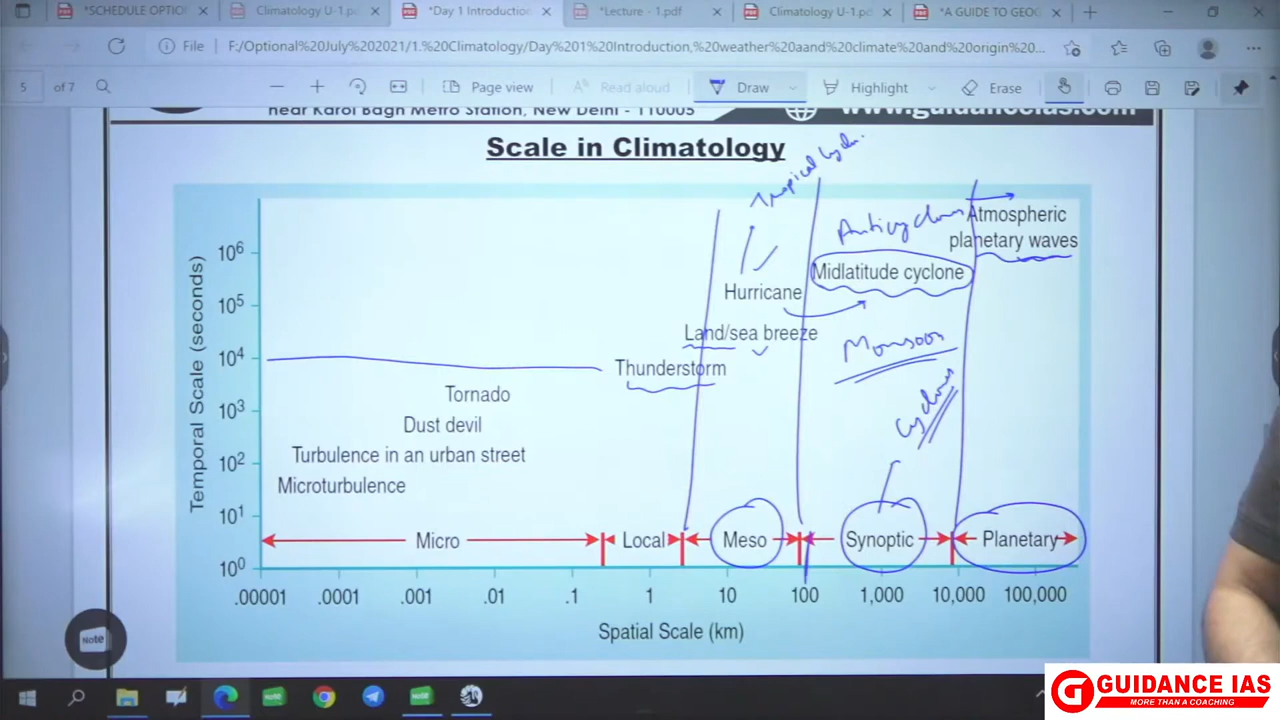 *SCHEDULE OPTIO
Climatology U-1.pd
*Day 1 Introduction
*Lecture - 1.pdf
Climatology U-1.pd
*A GUIDE TO GEOG
File
F:/Optional%20July%202021/1.%20Climatology/Day%201%20Introduction,%20weather%20aand%20climate%20and%20origin%20...
5 of 7
Page view
Read aloud
Draw
Highlight
Erase
near Karol Bagh Metro Station, New Delhi - 110005
www.guidanceias.com
Scale in Climatology
Tropical
Anticyclones
Atmospheric
planetary waves
Midlatitude cyclone
Hurricane
Land/sea breeze
Monsoon
Thunderstorm
Tornado
Cyclones
Dust devil
Turbulence in an urban street
Microturbulence
Temporal Scale (seconds)
10⁶
10⁵
10⁴
10³
10²
10¹
10⁰
Micro Local Meso Synoptic Planetary
.00001 .0001 .001 .01 .1 1 10 100 1,000 10,000 100,000
Spatial Scale (km)
Note
GUIDANCE IAS
MORE THAN A COACHING